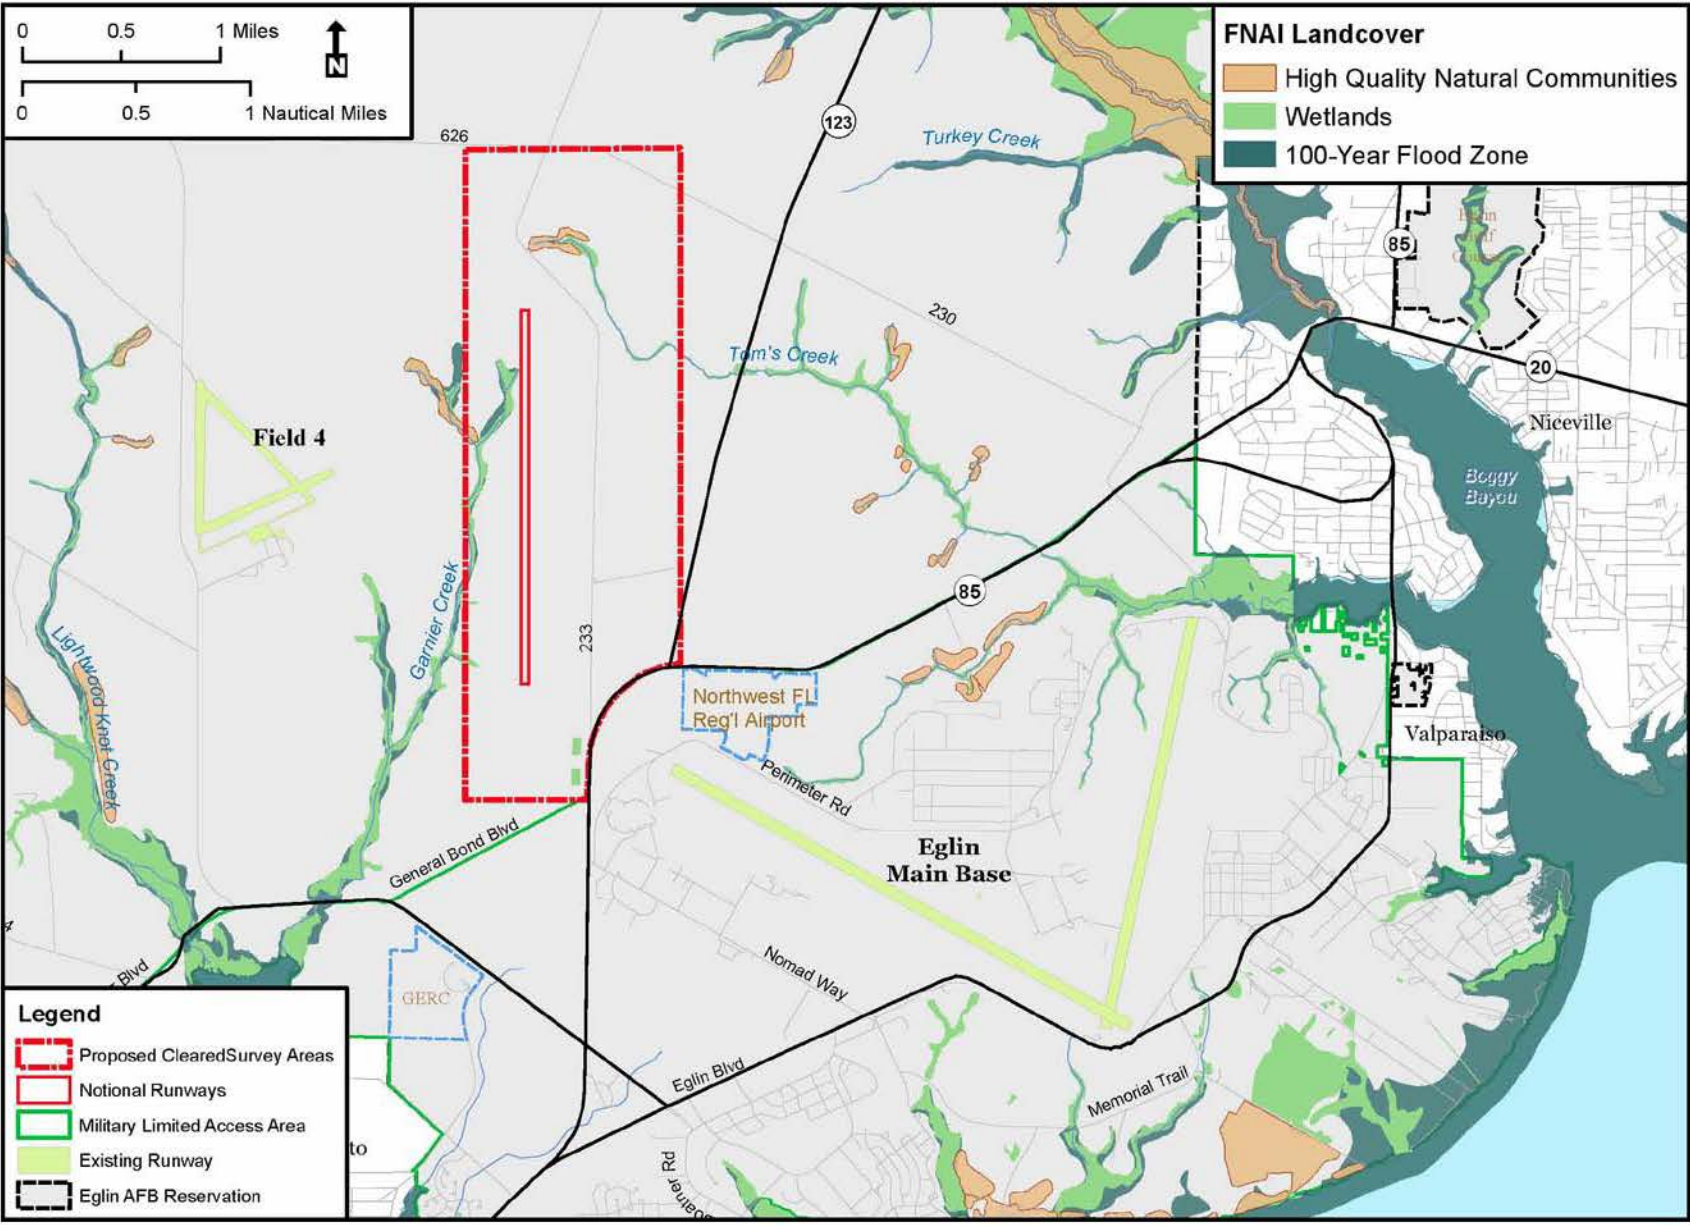 0 0.5 1 Miles
N
0 0.5 1 Nautical Miles
FNAI Landcover
High Quality Natural Communities
Wetlands
100-Year Flood Zone
626
123
Turkey Creek
85
230
Tom's Creek
20
Niceville
Field 4
Boggy
Bayou
Garnier Creek
85
233
Lightwood Knot Creek
Northwest FL
Reg'l Airport
Valparaiso
Perimeter Rd
General Bond Blvd
Eglin
Main Base
Nomad Way
Blvd
GERC
Eglin Blvd
Memorial Trail
to
Legend
Proposed ClearedSurvey Areas
Notional Runways
Military Limited Access Area
Existing Runway
Eglin AFB Reservation